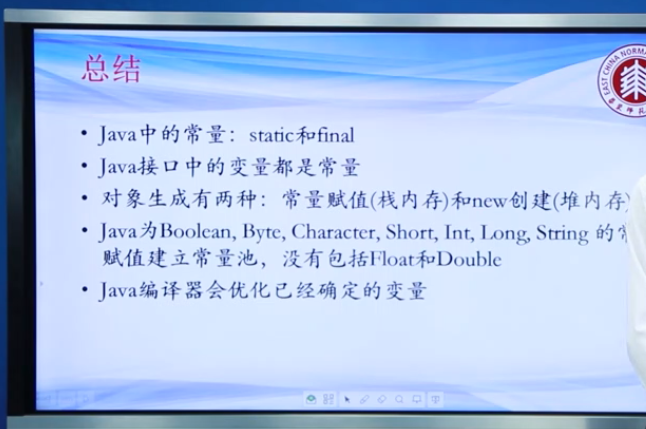 总结
EAST CHINA NORM
• Java中的常量：static和final
• Java接口中的变量都是常量
• 对象生成有两种：常量赋值(栈内存)和new创建(堆内存)
• Java为Boolean, Byte, Character, Short, Int, Long, String 的常
赋值建立常量池，没有包括Float和Double
• Java编译器会优化已经确定的变量